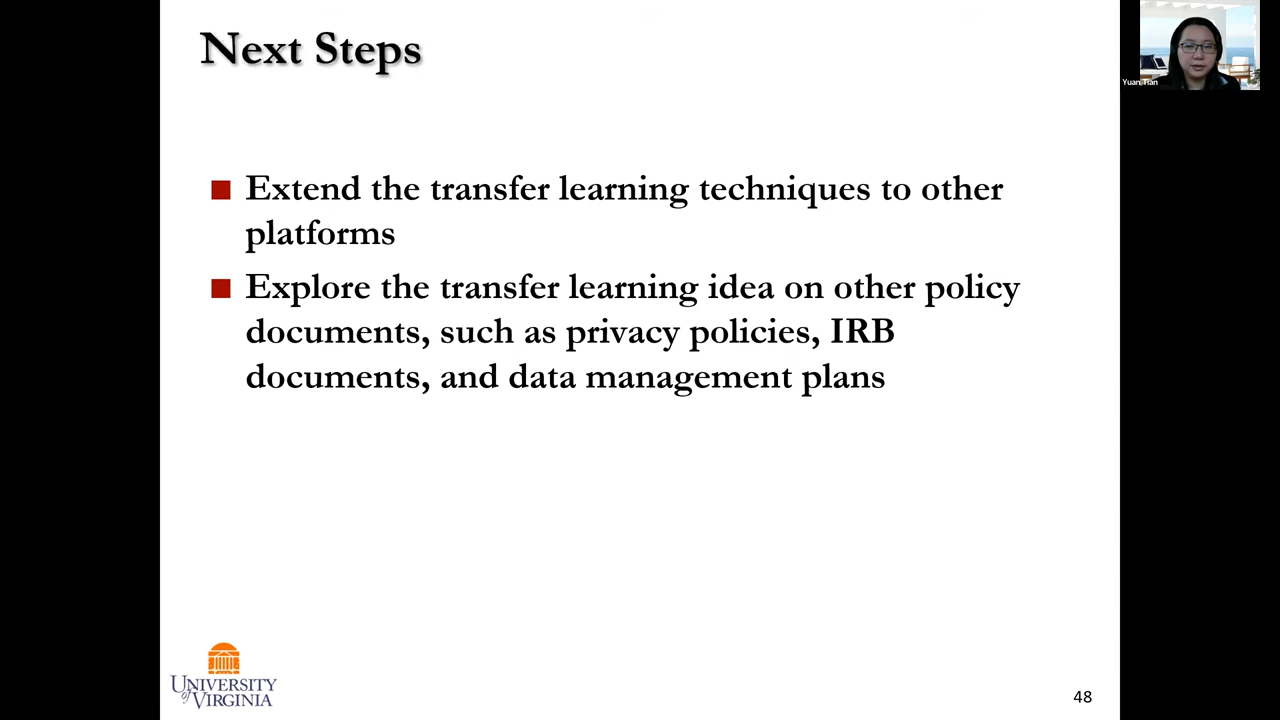 Next Steps
Yuan Tian
Extend the transfer learning techniques to other
platforms
Explore the transfer learning idea on other policy
documents, such as privacy policies, IRB
documents, and data management plans
UNIVERSITY
of VIRGINIA
48